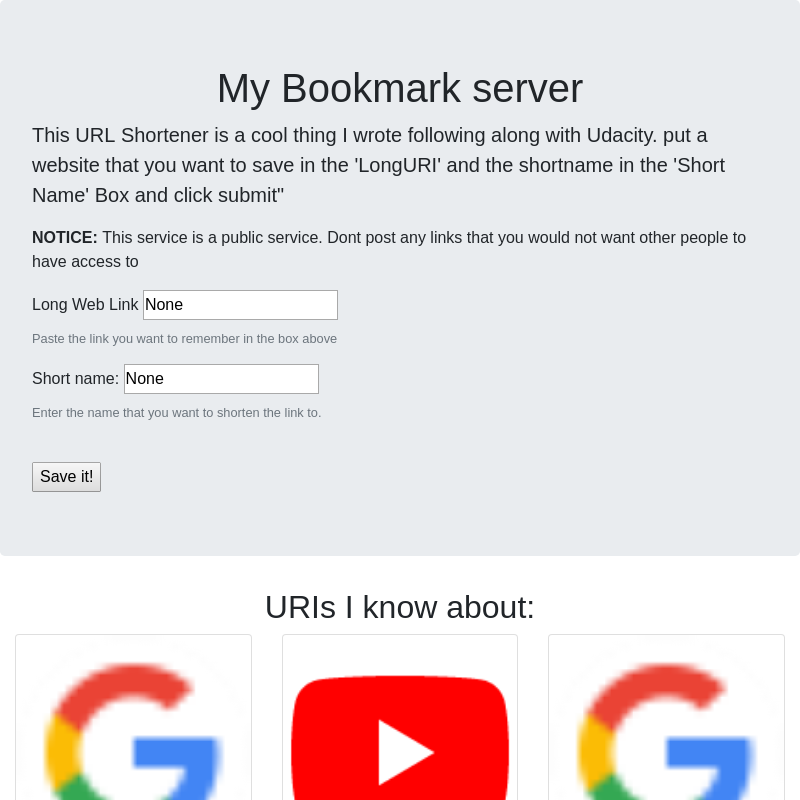 My Bookmark server
This URL Shortener is a cool thing I wrote following along with Udacity. put a
website that you want to save in the 'LongURI' and the shortname in the 'Short
Name' Box and click submit"
NOTICE: This service is a public service. Dont post any links that you would not want other people to
have access to
Long Web Link None
Paste the link you want to remember in the box above
Short name: None
Enter the name that you want to shorten the link to.
Save it!
URIs I know about: